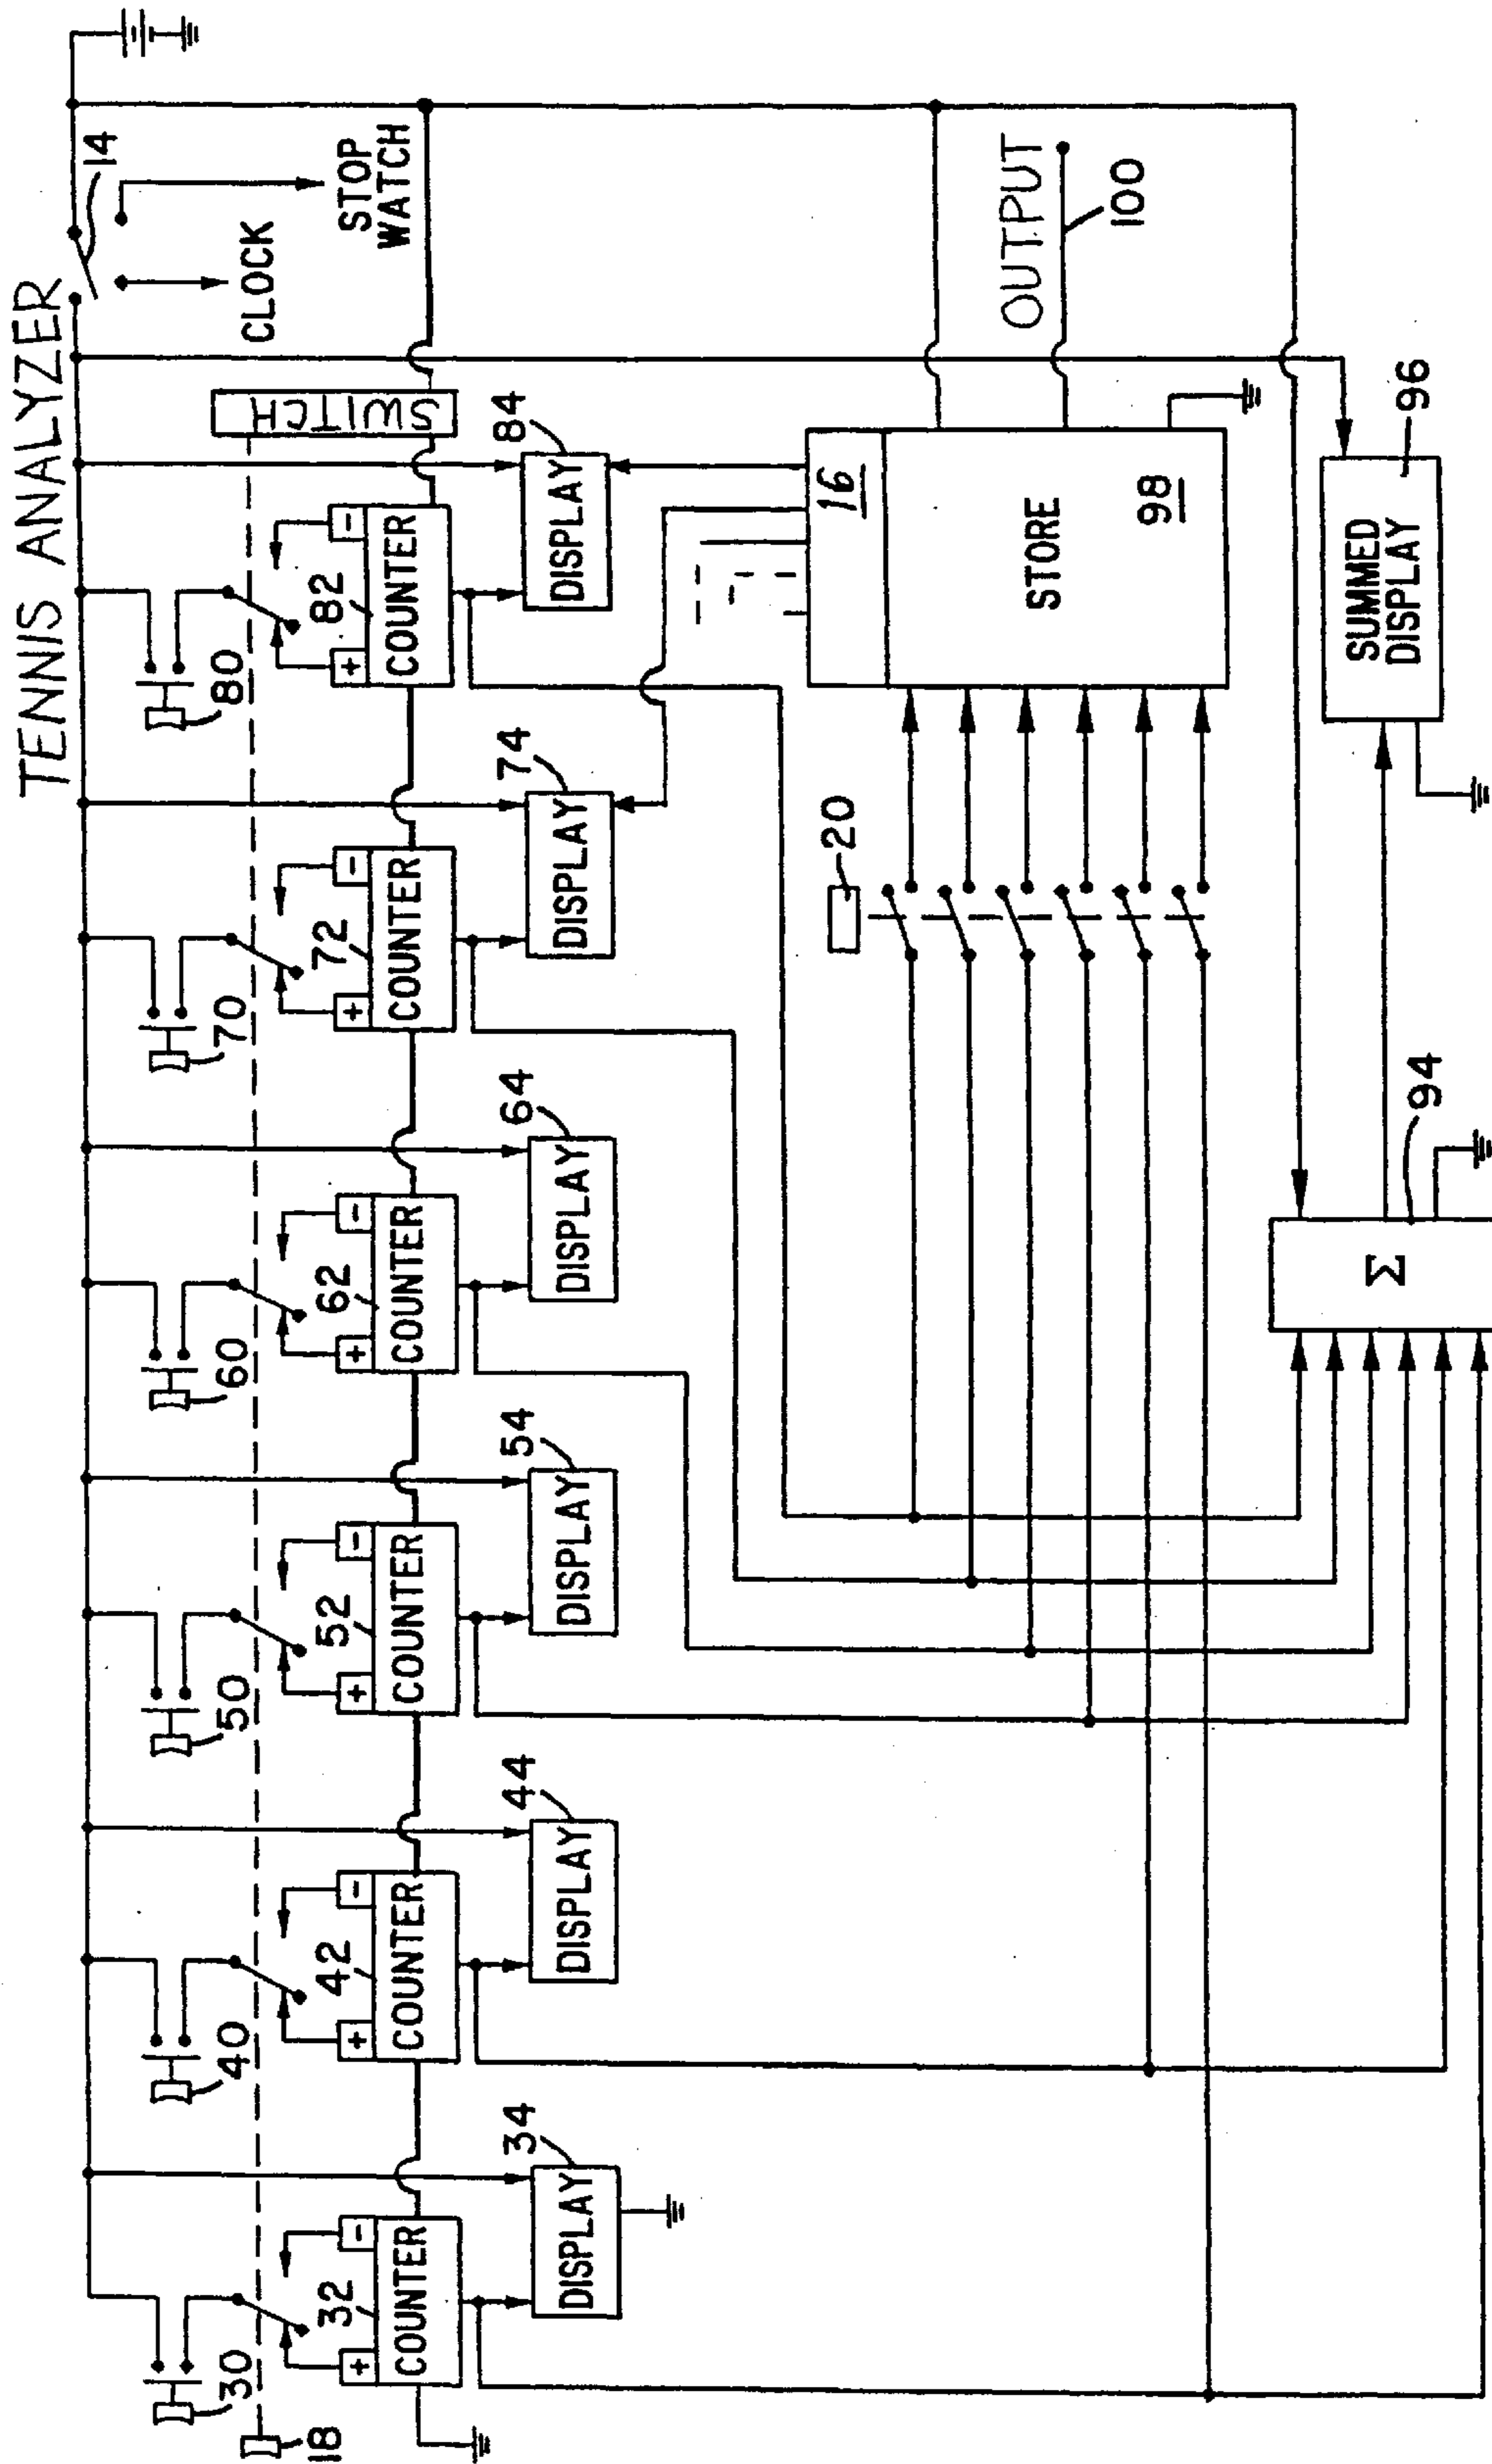 TENNIS ANALYZER
14
CLOCK
STOP
WATCH
SWITCH
18
30
40
50
60
70
80
+
-
+
-
+
-
+
-
+
-
+
-
32
42
52
62
72
82
COUNTER
COUNTER
COUNTER
COUNTER
COUNTER
COUNTER
34
44
54
64
74
84
DISPLAY
DISPLAY
DISPLAY
DISPLAY
DISPLAY
DISPLAY
20
16
STORE
98
OUTPUT
100
Σ
94
SUMMED
DISPLAY
96